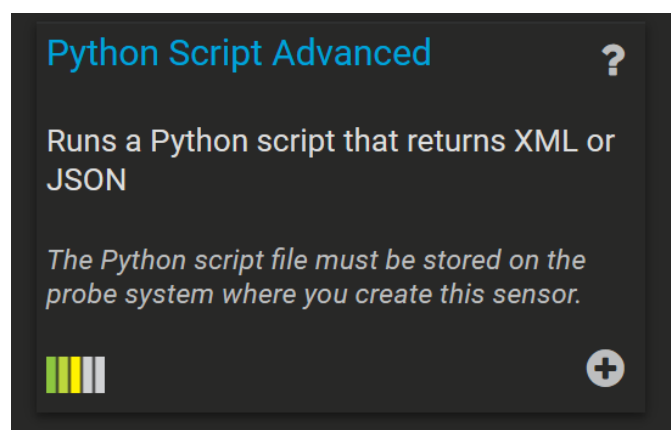 Python Script Advanced
?
Runs a Python script that returns XML or
JSON
The Python script file must be stored on the
probe system where you create this sensor.